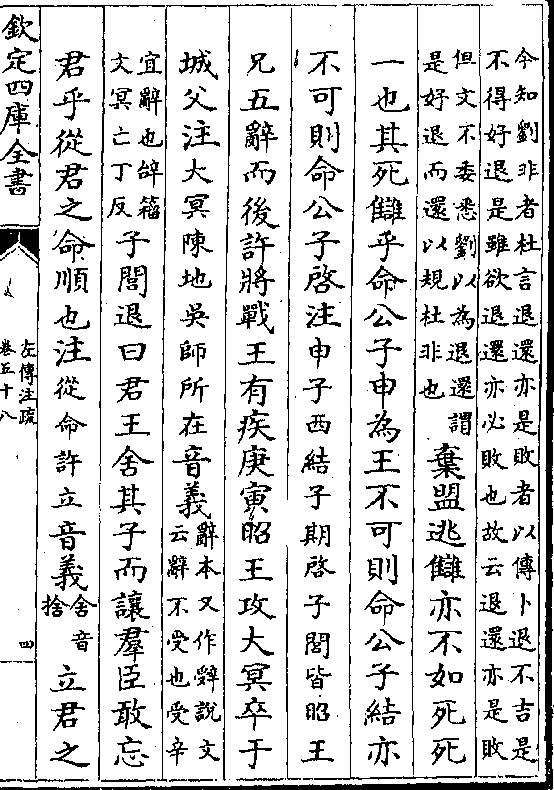 今知劉非者杜言退還亦是敗者以傳卜退不吉是
不得好退是雖欲退還亦必敗也故云退還亦是敗
但文不委悉劉以為退還謂
是好退而還以規杜非也
棄盟逃讎亦不如死死
一也其死讎乎命公子申為王不可則命公子結亦
不可則命公子啓注申子西結子期啓子閭皆昭王
兄五辭而後許將戰王有疾庚寅昭王攻大冥卒于
城父注大冥陳地吳師所在音義
辭本又作辤說文
云辭不受也受辛
宜辭也辝籀
文冥亡丁反
子閭退曰君王舍其子而讓羣臣敢忘
君乎從君之命順也注從命許立音義
舍音
捨
立君之
欽定四庫全書
左傳注疏
卷五十八
四